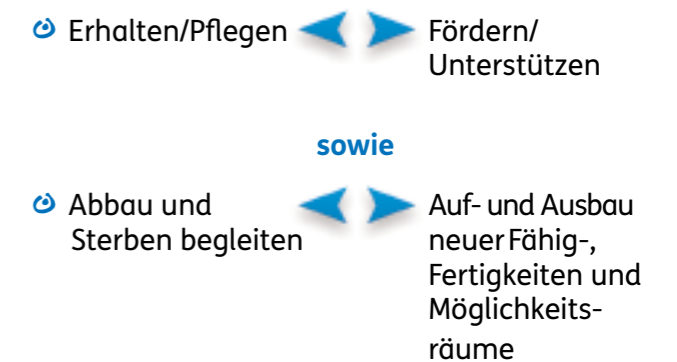 Erhalten/Pflegen Fördern/
Unterstützen
sowie
Abbau und Auf- und Ausbau
Sterben begleiten neuer Fähig-,
Fertigkeiten und
Möglichkeits-
räume